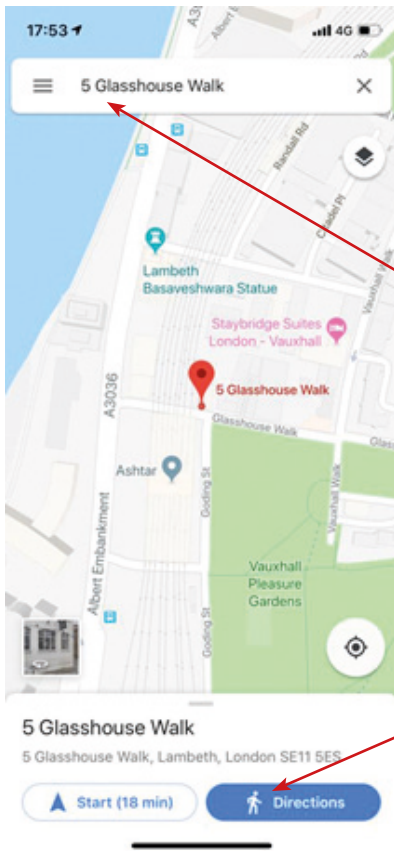 17:53
4G
5 Glasshouse Walk
Albert
Randall Rd
Citadel Pl
Lambeth
Basaveshwara Statue
Vauxhall Walk
Staybridge Suites
London - Vauxhall
A3036
5 Glasshouse Walk
Glasshouse Walk
Glass
Ashtar
Goding St
Vauxhall Walk
Albert Embankment
Vauxhall
Pleasure
Gardens
Goding St
5 Glasshouse Walk
5 Glasshouse Walk, Lambeth, London SE11 5ES
Start (18 min)
Directions